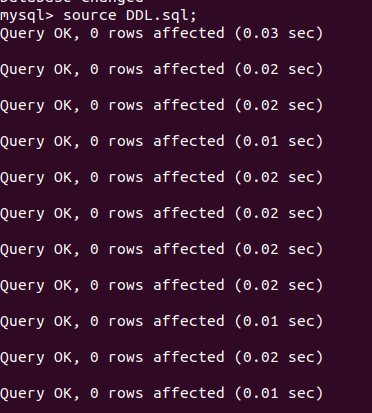 Database changed
mysql> source DDL.sql;
Query OK, 0 rows affected (0.03 sec)
Query OK, 0 rows affected (0.02 sec)
Query OK, 0 rows affected (0.02 sec)
Query OK, 0 rows affected (0.01 sec)
Query OK, 0 rows affected (0.02 sec)
Query OK, 0 rows affected (0.02 sec)
Query OK, 0 rows affected (0.02 sec)
Query OK, 0 rows affected (0.02 sec)
Query OK, 0 rows affected (0.01 sec)
Query OK, 0 rows affected (0.02 sec)
Query OK, 0 rows affected (0.01 sec)